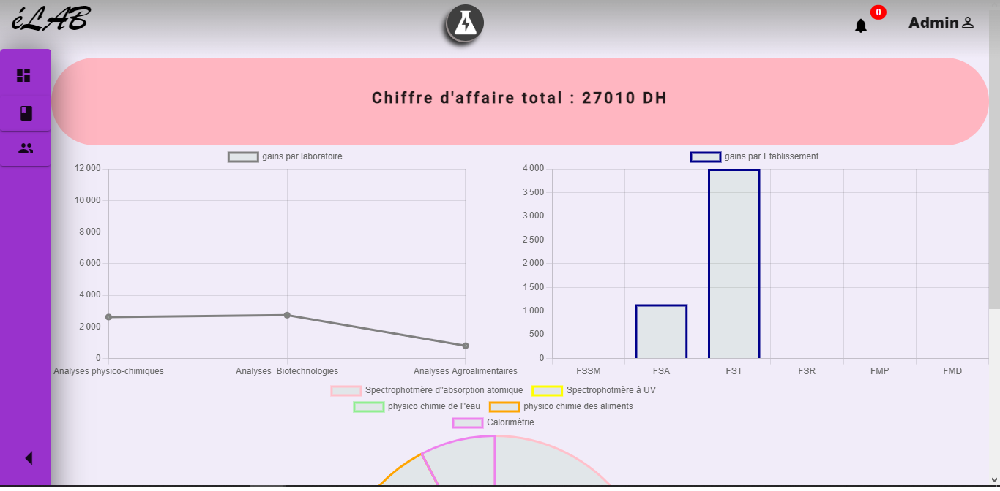 éLAB
0
Admin
Chiffre d'affaire total : 27010 DH
gains par laboratoire
12 000
10 000
8 000
6 000
4 000
2 000
0
Analyses physico-chimiques
Analyses  Biotechnologies
Analyses Agroalimentaires
gains par Etablissement
4 000
3 500
3 000
2 500
2 000
1 500
1 000
500
0
FSSM
FSA
FST
FSR
FMP
FMD
Spectrophotmère d''absorption atomique
Spectrophotmère à UV
physico chimie de l''eau
physico chimie des aliments
Calorimétrie